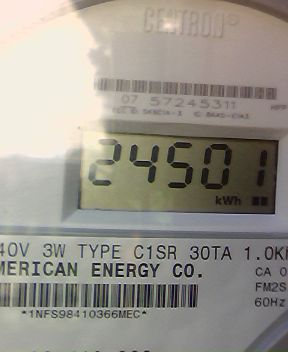 CENTRON®
07 57245311
24501
kWh
40V 3W TYPE C1SR 30TA 1.0K
MERICAN ENERGY CO.
CA 0
FM2S
60Hz
*1NFS98410366MEC*